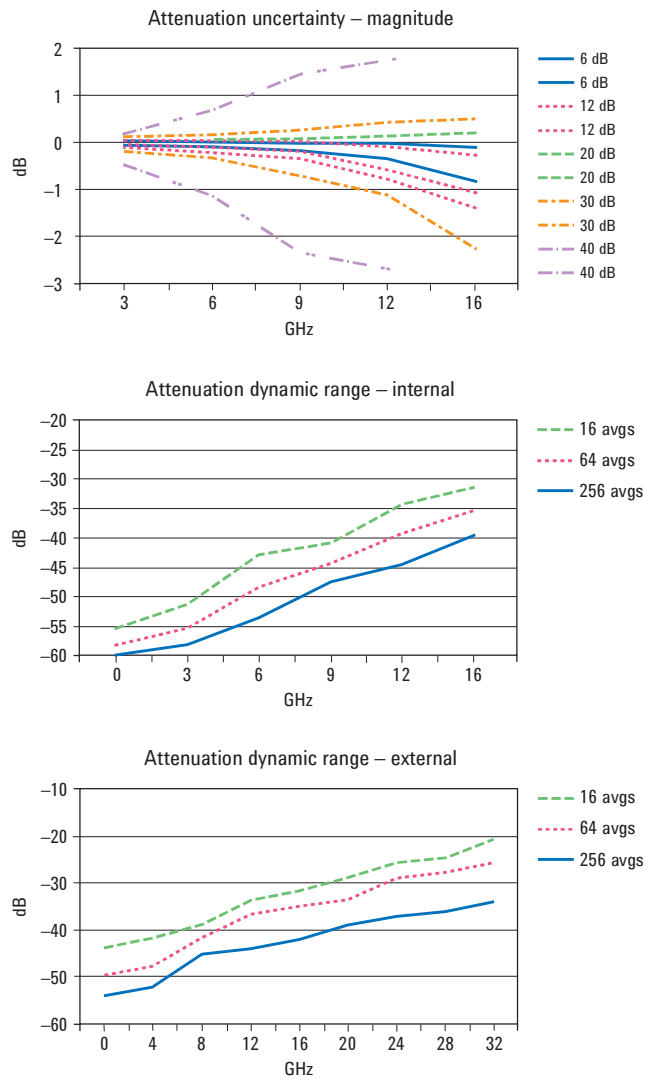 Attenuation uncertainty – magnitude
2
1
0
–1
–2
–3
dB
3 6 9 12 16
GHz
6 dB
6 dB
12 dB
12 dB
20 dB
20 dB
30 dB
30 dB
40 dB
40 dB
Attenuation dynamic range – internal
–20
–25
–30
–35
–40
–45
–50
–55
–60
dB
0 3 6 9 12 16
GHz
16 avgs
64 avgs
256 avgs
Attenuation dynamic range – external
–10
–20
–30
–40
–50
–60
dB
0 4 8 12 16 20 24 28 32
GHz
16 avgs
64 avgs
256 avgs